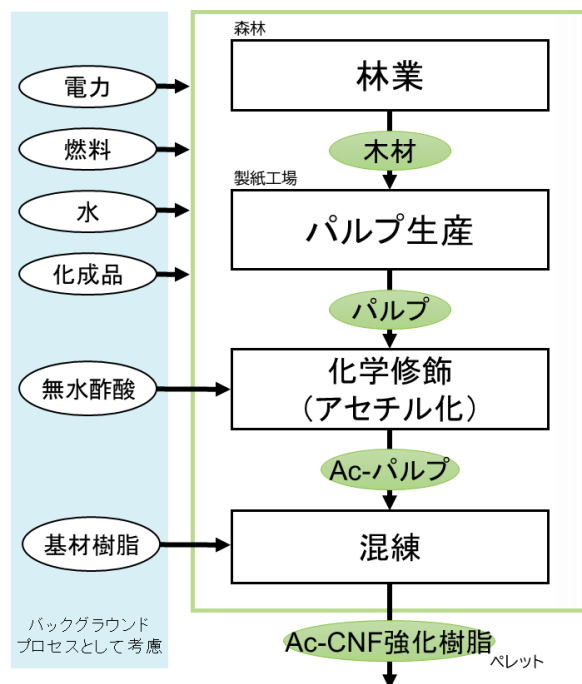 森林
林業
電力
木材
燃料
製紙工場
水
パルプ生産
化成品
パルプ
化学修飾
（アセチル化）
無水酢酸
Ac-パルプ
基材樹脂
混練
バックグラウンド
プロセスとして考慮
Ac-CNF強化樹脂
ペレット